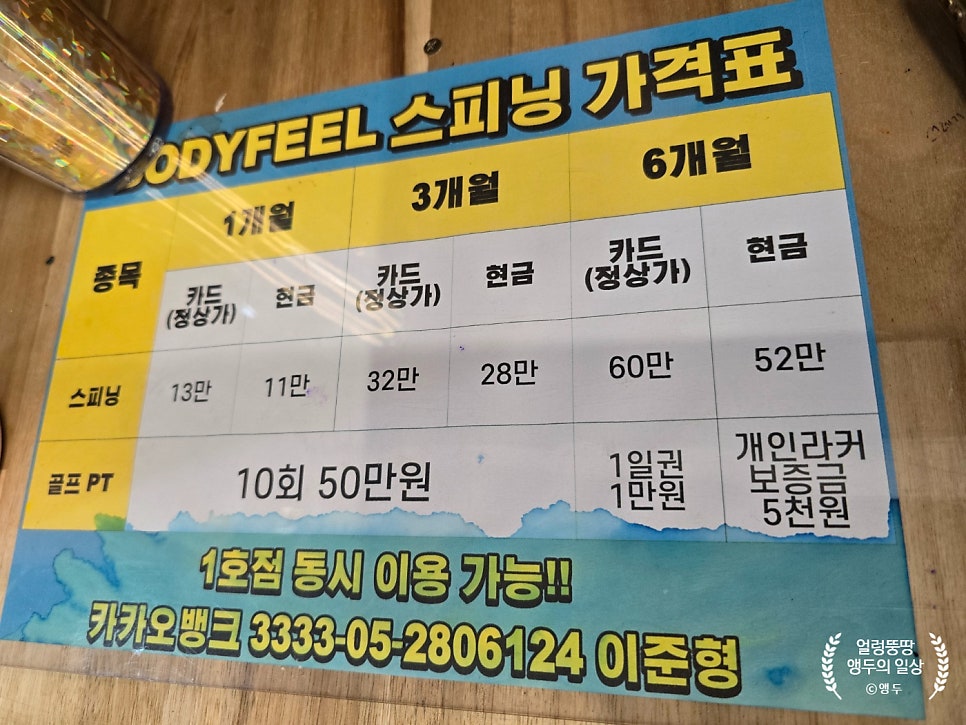 BODYFEEL 스피닝 가격표
종목 1개월 3개월 6개월
카드 (정상가) 현금 카드 (정상가) 현금 카드 (정상가) 현금
스피닝 13만 11만 32만 28만 60만 52만
골프 PT 10회 50만원 1일권 1만원 개인라커 보증금 5천원
1호점 동시 이용 가능!!
카카오뱅크 3333-05-2806124 이준형
얼렁뚱땅
앵두의 일상
©앵두